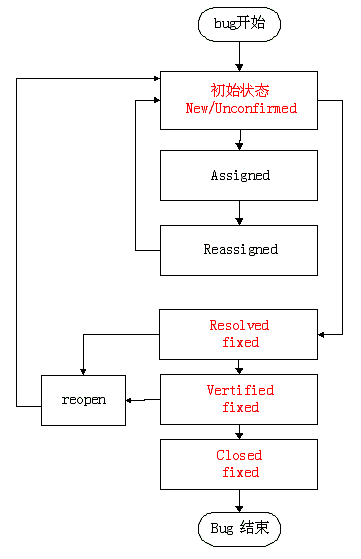 bug开始
初始状态
New/Unconfirmed
Assigned
Reassigned
Resolved
fixed
reopen
Vertified
fixed
Closed
fixed
Bug 结束